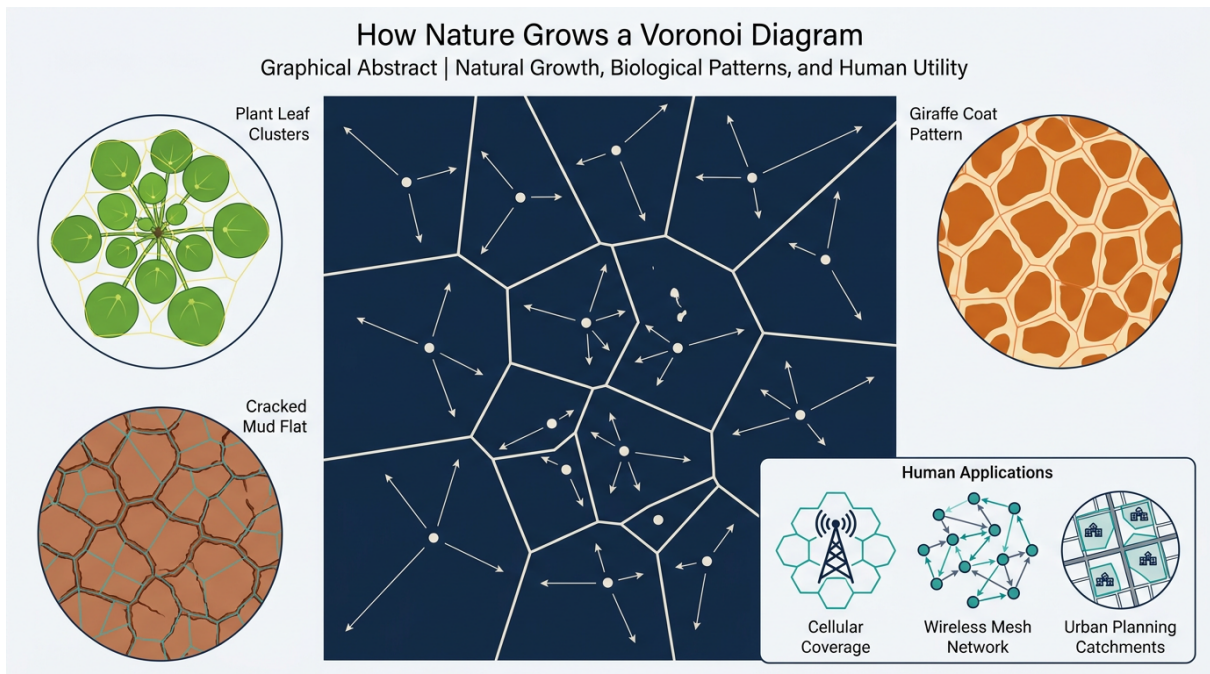 How Nature Grows a Voronoi Diagram
Graphical Abstract | Natural Growth, Biological Patterns, and Human Utility
Plant Leaf
Clusters
Giraffe Coat
Pattern
Cracked
Mud Flat
Human Applications
Cellular
Coverage
Wireless Mesh
Network
Urban Planning
Catchments